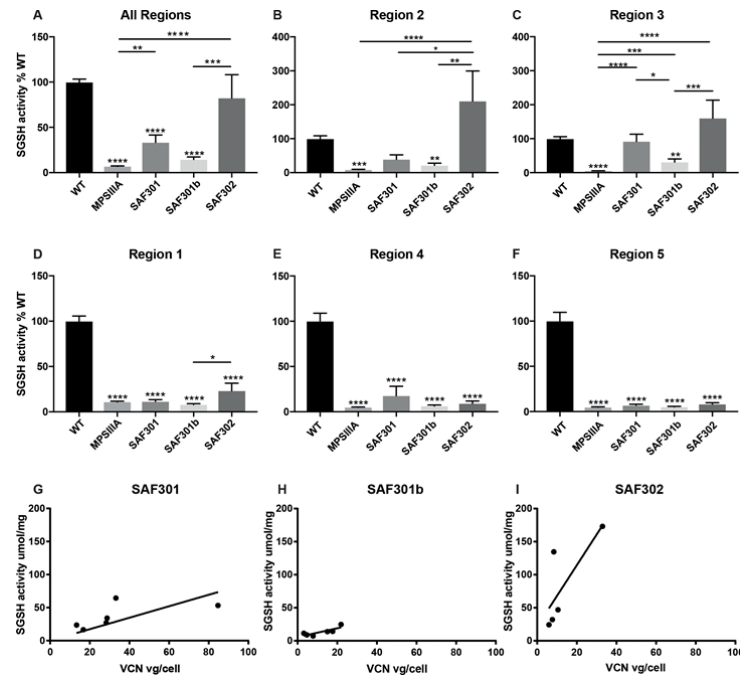 A All Regions
SGSH activity % WT
150
100
50
0
****
**
***
****
****
****
WT MPSIIIA SAF301 SAF301b SAF302
B Region 2
400
300
200
100
0
****
*
**
***
**
WT MPSIIIA SAF301 SAF301b SAF302
C Region 3
400
300
200
100
0
****
***
****
*
***
****
**
WT MPSIIIA SAF301 SAF301b SAF302
D Region 1
SGSH activity % WT
150
100
50
0
*
****
****
****
****
WT MPSIIIA SAF301 SAF301b SAF302
E Region 4
150
100
50
0
****
****
****
****
WT MPSIIIA SAF301 SAF301b SAF302
F Region 5
150
100
50
0
****
****
****
****
WT MPSIIIA SAF301 SAF301b SAF302
G SAF301
SGSH activity umol/mg
200
150
100
50
0
0 20 40 60 80 100
VCN vg/cell
H SAF301b
200
150
100
50
0
0 20 40 60 80 100
VCN vg/cell
I SAF302
SGSH activity umol/mg
200
150
100
50
0
0 20 40 60 80 100
VCN vg/cell